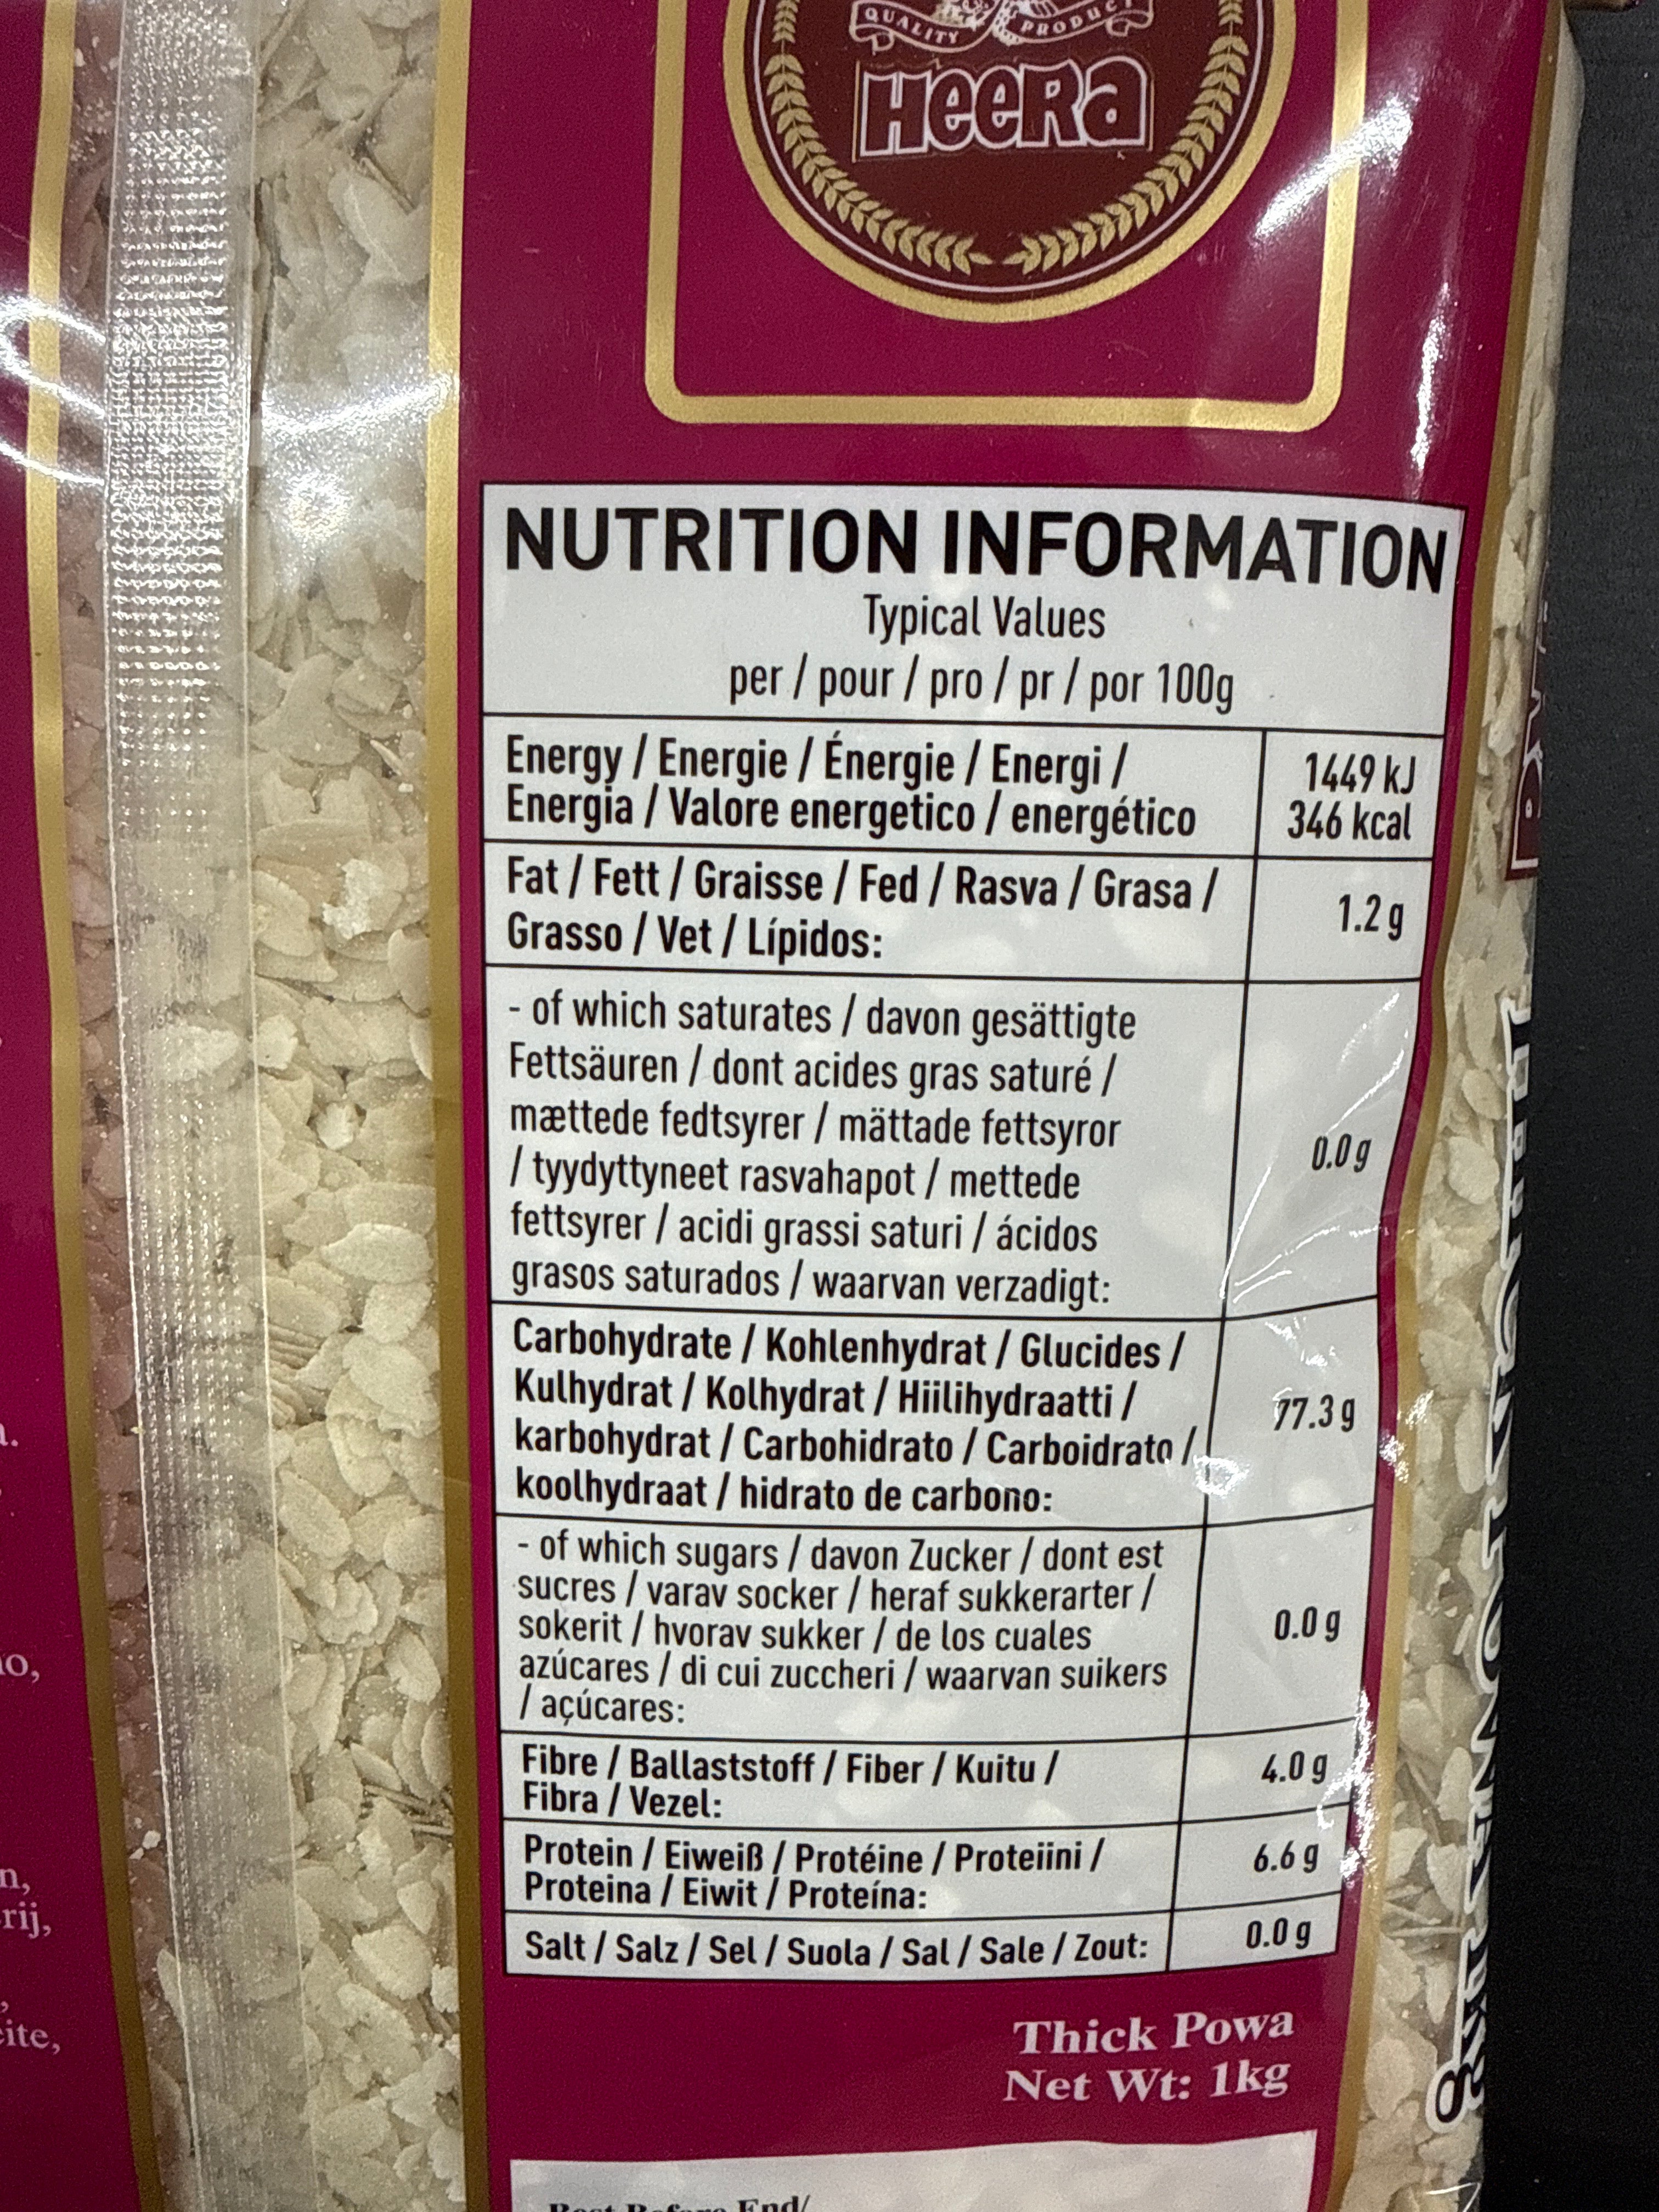 QUALITY PRODUCT
HeeRa
NUTRITION INFORMATION
Typical Values
per / pour / pro / pr / por 100g
Energy / Energie / Énergie / Energi / 1449 kJ
Energia / Valore energetico / energético 346 kcal
Fat / Fett / Graisse / Fed / Rasva / Grasa / 1.2 g
Grasso / Vet / Lípidos:
- of which saturates / davon gesättigte
Fettsäuren / dont acides gras saturé /
mættede fedtsyrer / mättade fettsyror 0.0 g
/ tyydyttyneet rasvahapot / mettede
fettsyrer / acidi grassi saturi / ácidos
grasos saturados / waarvan verzadigt:
Carbohydrate / Kohlenhydrat / Glucides /
Kulhydrat / Kolhydrat / Hiilihydraatti / 77.3 g
karbohydrat / Carbohidrato / Carboidrato /
koolhydraat / hidrato de carbono:
- of which sugars / davon Zucker / dont est
sucres / varav socker / heraf sukkerarter /
sokerit / hvorav sukker / de los cuales 0.0 g
azúcares / di cui zuccheri / waarvan suikers
/ açúcares:
Fibre / Ballaststoff / Fiber / Kuitu / 4.0 g
Fibra / Vezel:
Protein / Eiweiß / Protéine / Proteiini / 6.6 g
Proteina / Eiwit / Proteína:
Salt / Salz / Sel / Suola / Sal / Sale / Zout: 0.0 g
Thick Powa
Net Wt: 1kg
Best Before End/